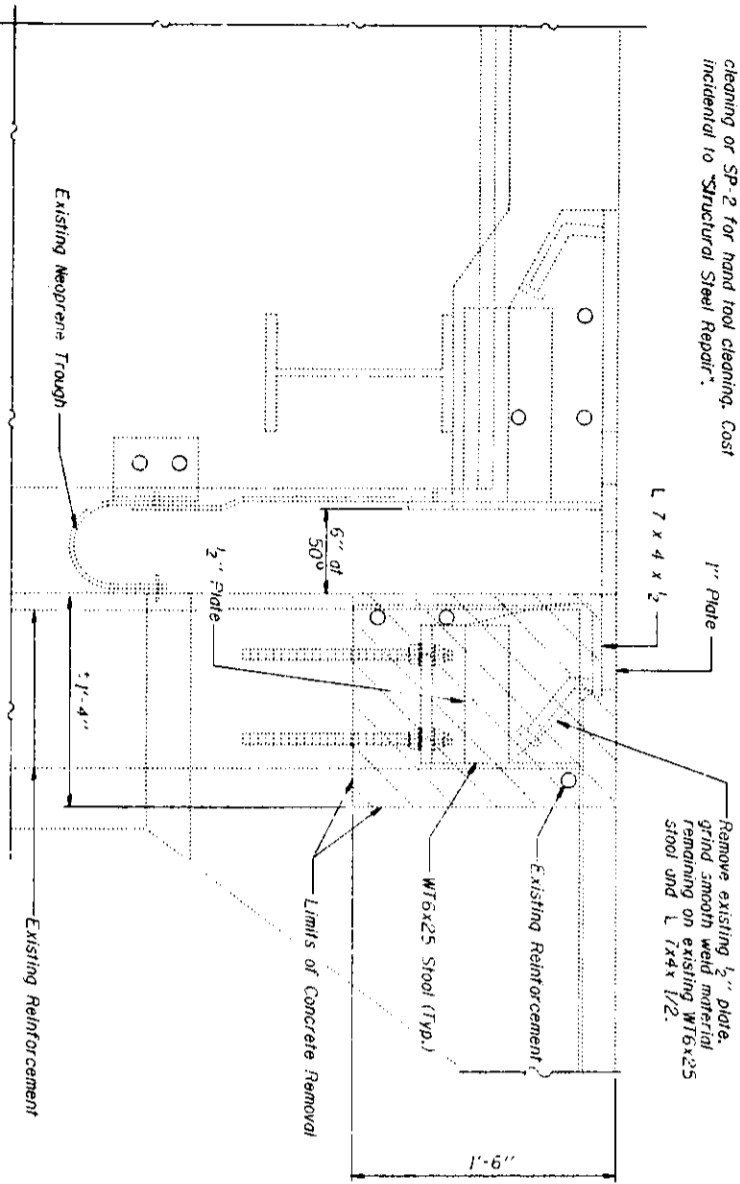 cleaning or SP-2 for hand tool cleaning. Cost
incidental to "Structural Steel Repair".
1" Plate
L 7 x 4 x 1/2
Remove existing 1/2" plate.
grind smooth weld material
remaining on existing WT6x25
stool and L 7x4x 1/2.
6" at
50°
1/2" Plate
Existing Reinforcement
WT6x25 Stool (Typ.)
1'-6"
Limits of Concrete Removal
Existing Neoprene Trough
1'-4"
Existing Reinforcement